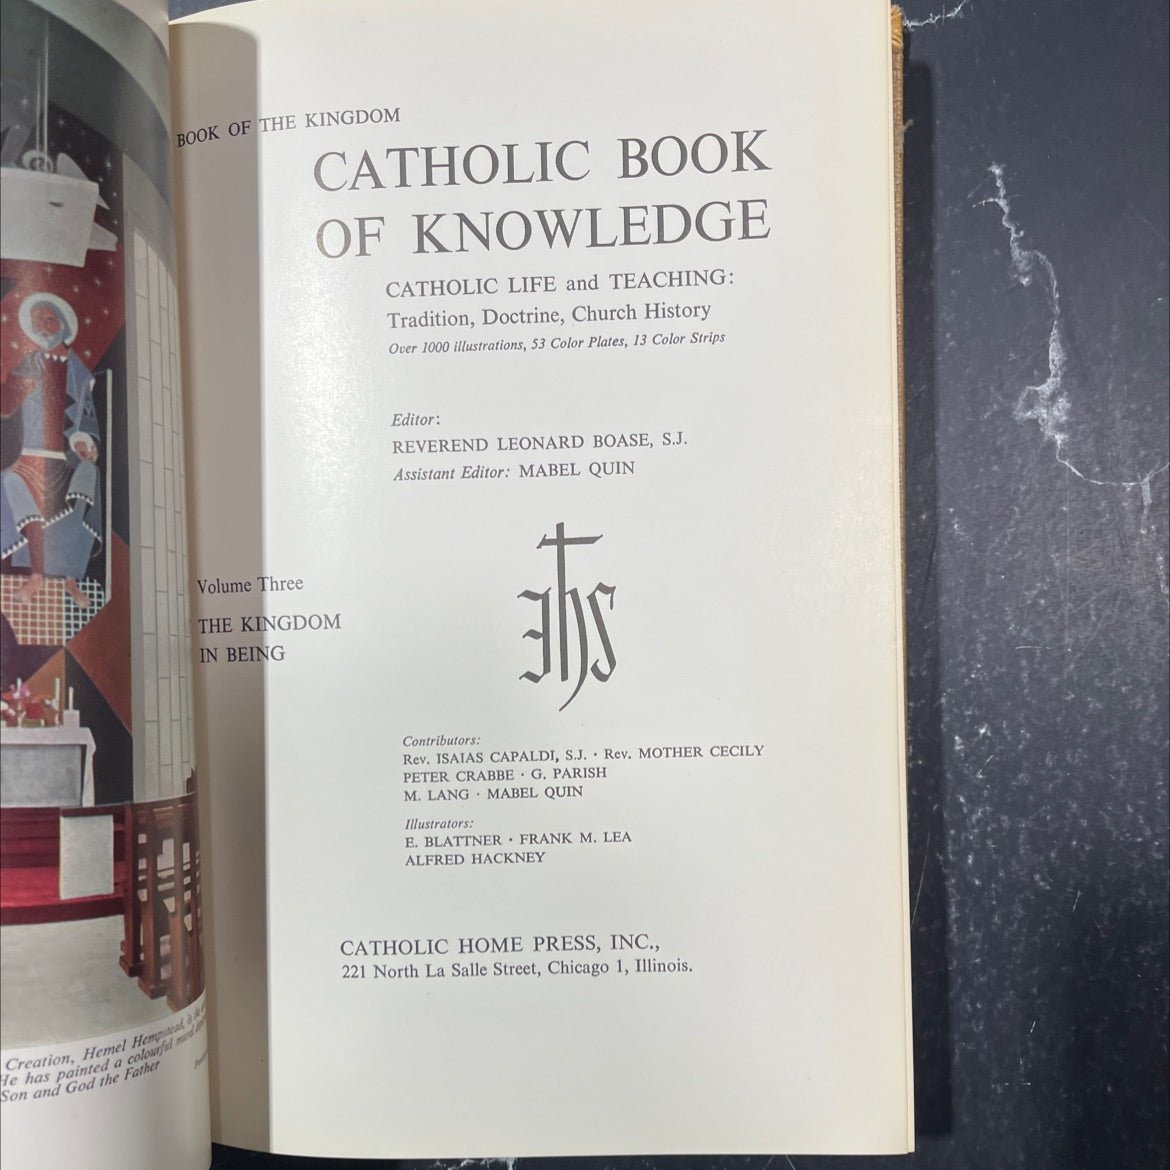 BOOK OF THE KINGDOM
CATHOLIC BOOK
OF KNOWLEDGE
CATHOLIC LIFE and TEACHING:
Tradition, Doctrine, Church History
Over 1000 illustrations, 53 Color Plates, 13 Color Strips
Editor:
REVEREND LEONARD BOASE, S.J.
Assistant Editor: MABEL QUIN
Volume Three
THE KINGDOM
IN BEING
ihs
Contributors:
Rev. ISAIAS CAPALDI, S.J. · Rev. MOTHER CECILY
PETER CRABBE · G. PARISH
M. LANG · MABEL QUIN
Illustrators:
E. BLATTNER · FRANK M. LEA
ALFRED HACKNEY
CATHOLIC HOME PRESS, INC.,
221 North La Salle Street, Chicago 1, Illinois.
Creation, Hemel Hempstead, is the
He has painted a colourful mural
Son and God the Father